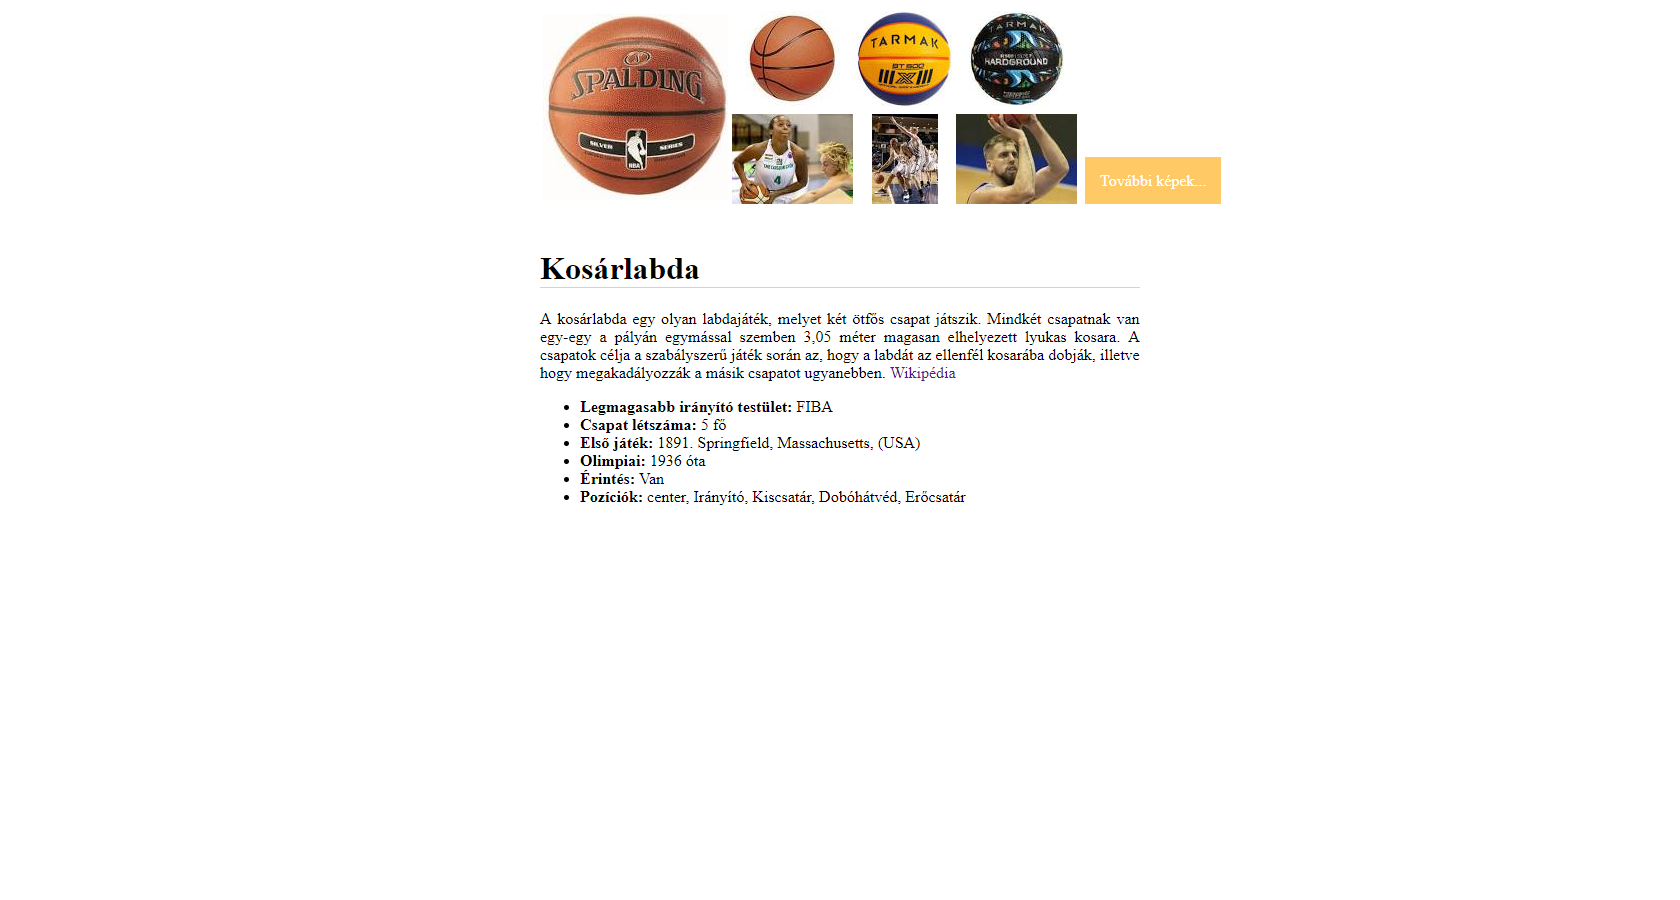 SPALDING
SILVER SERIES
NBA
TARMAK
BT 500
TARMAK
HARDGROUND
4
További képek...
Kosárlabda
A kosárlabda egy olyan labdajáték, melyet két ötfős csapat játszik. Mindkét csapatnak van
egy-egy a pályán egymással szemben 3,05 méter magasan elhelyezett lyukas kosara. A
csapatok célja a szabályszerű játék során az, hogy a labdát az ellenfél kosarába dobják, illetve
hogy megakadályozzák a másik csapatot ugyanebben. Wikipédia
• Legmagasabb irányító testület: FIBA
• Csapat létszáma: 5 fő
• Első játék: 1891. Springfield, Massachusetts, (USA)
• Olimpiai: 1936 óta
• Érintés: Van
• Pozíciók: center, Irányító, Kiscsatár, Dobóhátvéd, Erőcsatár